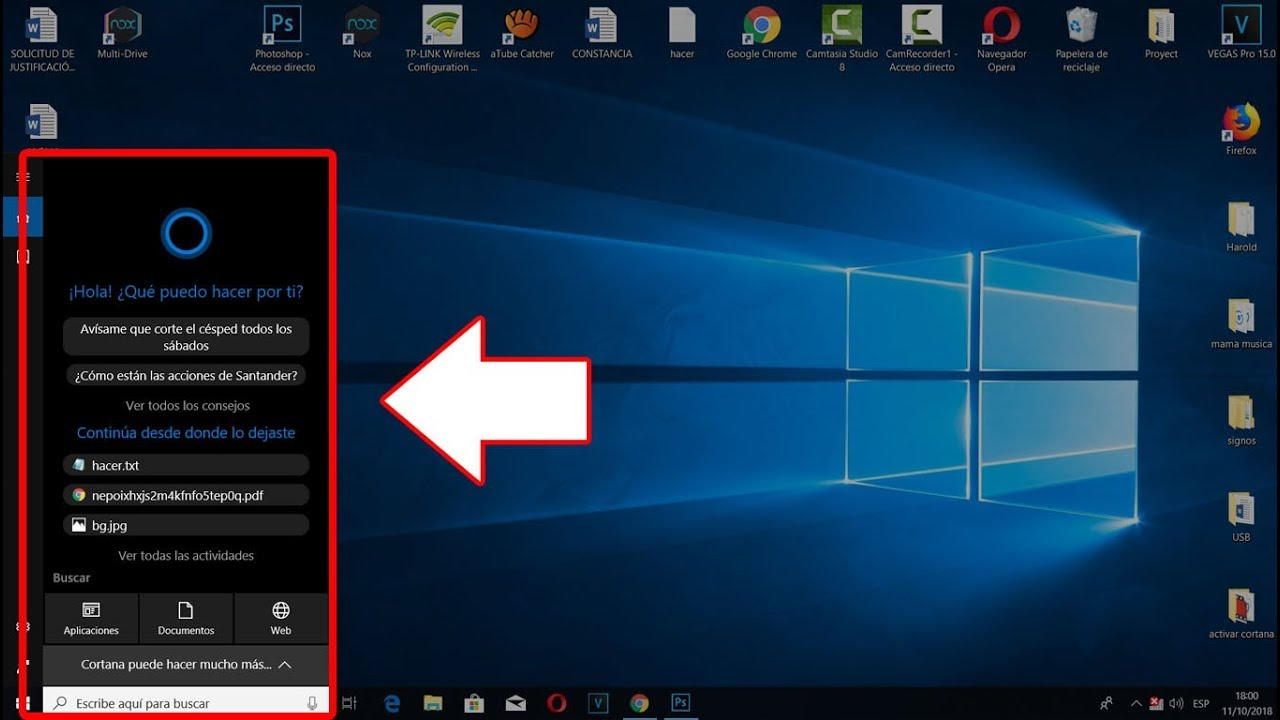 SOLICITUD DE
JUSTIFICACIÓ...
Multi-Drive
Ps
Photoshop -
Acceso directo
nox
Nox
TP-LINK Wireless
Configuration ...
aTube Catcher
CONSTANCIA
hacer
Google Chrome
Camtasia Studio
8
CamRecorder1 -
Acceso directo
Navegador
Opera
Papelera de
reciclaje
Proyect
V
VEGAS Pro 15.0
Firefox
Harold
mama musica
signos
USB
activar cortana
¡Hola! ¿Qué puedo hacer por ti?
Avísame que corte el césped todos los
sábados
¿Cómo están las acciones de Santander?
Ver todos los consejos
Continúa desde donde lo dejaste
hacer.txt
nepoixhxjs2m4kfnfo5tep0q.pdf
bg.jpg
Ver todas las actividades
Buscar
Aplicaciones
Documentos
Web
Cortana puede hacer mucho más...
Escribe aquí para buscar
V
Ps
ESP
18:00
11/10/2018